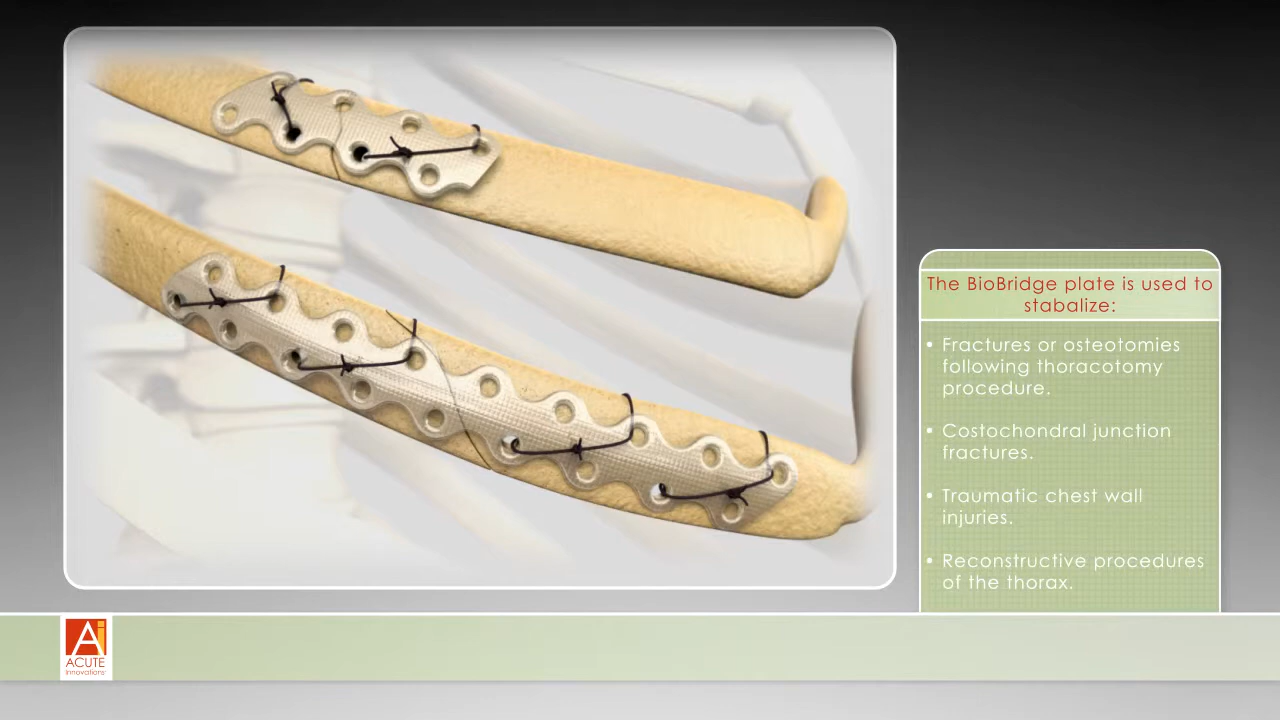 The BioBridge plate is used to
stabalize:
• Fractures or osteotomies
following thoracotomy
procedure.
• Costochondral junction
fractures.
• Traumatic chest wall
injuries.
• Reconstructive procedures
of the thorax.
Ai
ACUTE
Innovations